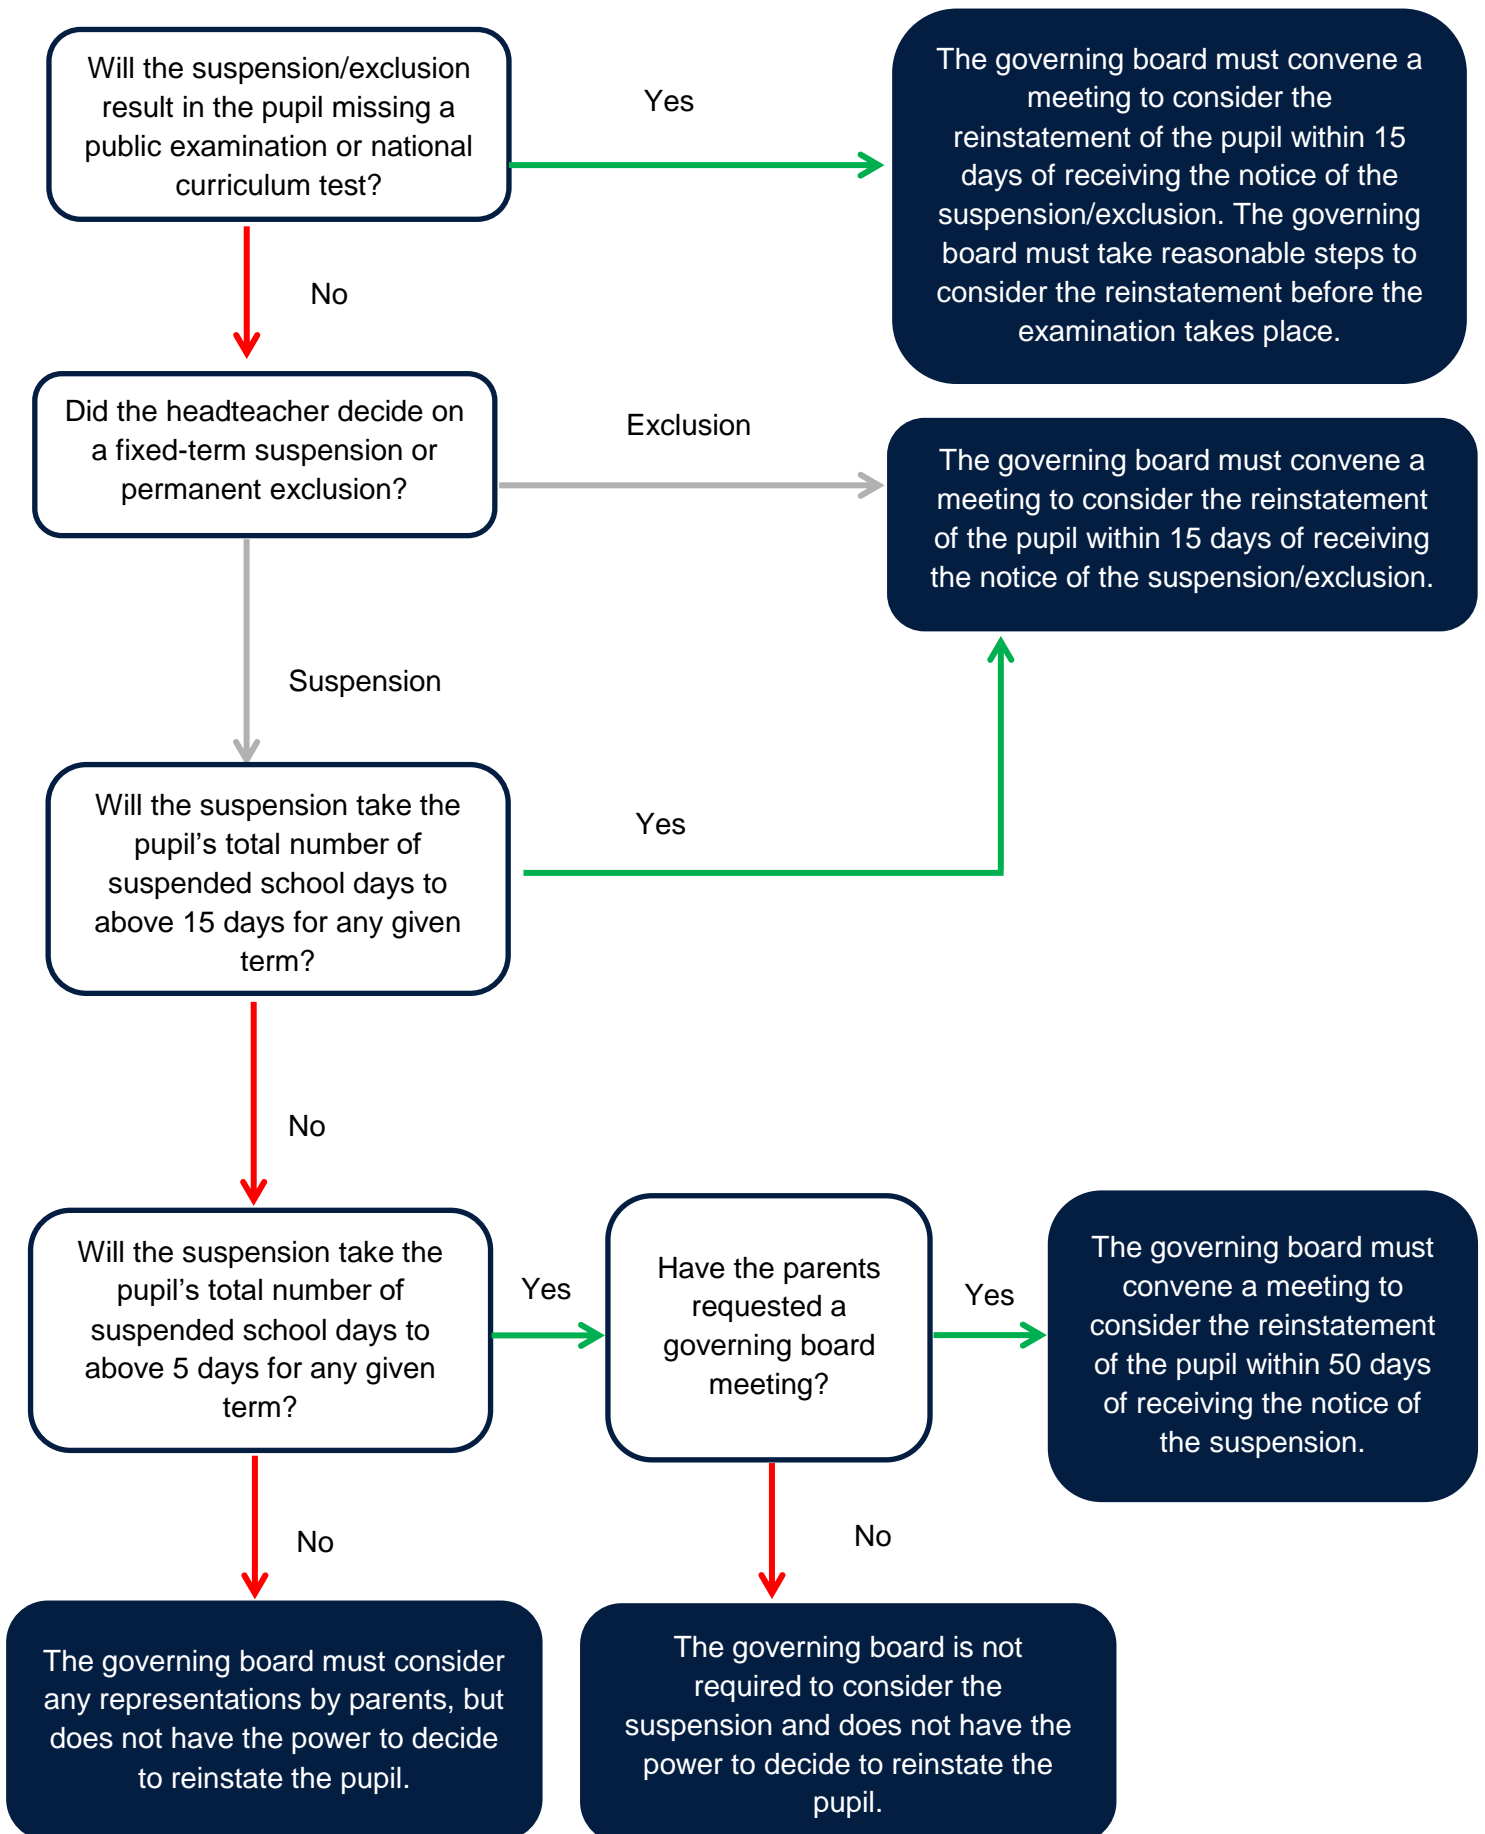 Will the suspension/exclusion
result in the pupil missing a
public examination or national
curriculum test?
Yes
The governing board must convene a
meeting to consider the
reinstatement of the pupil within 15
days of receiving the notice of the
suspension/exclusion. The governing
board must take reasonable steps to
consider the reinstatement before the
examination takes place.
No
Did the headteacher decide on
a fixed-term suspension or
permanent exclusion?
Exclusion
The governing board must convene a
meeting to consider the reinstatement
of the pupil within 15 days of receiving
the notice of the suspension/exclusion.
Suspension
Will the suspension take the
pupil’s total number of
suspended school days to
above 15 days for any given
term?
Yes
No
Will the suspension take the
pupil’s total number of
suspended school days to
above 5 days for any given
term?
Yes
Have the parents
requested a
governing board
meeting?
Yes
The governing board must
convene a meeting to
consider the reinstatement
of the pupil within 50 days
of receiving the notice of
the suspension.
No
No
The governing board must consider
any representations by parents, but
does not have the power to decide
to reinstate the pupil.
The governing board is not
required to consider the
suspension and does not have the
power to decide to reinstate the
pupil.